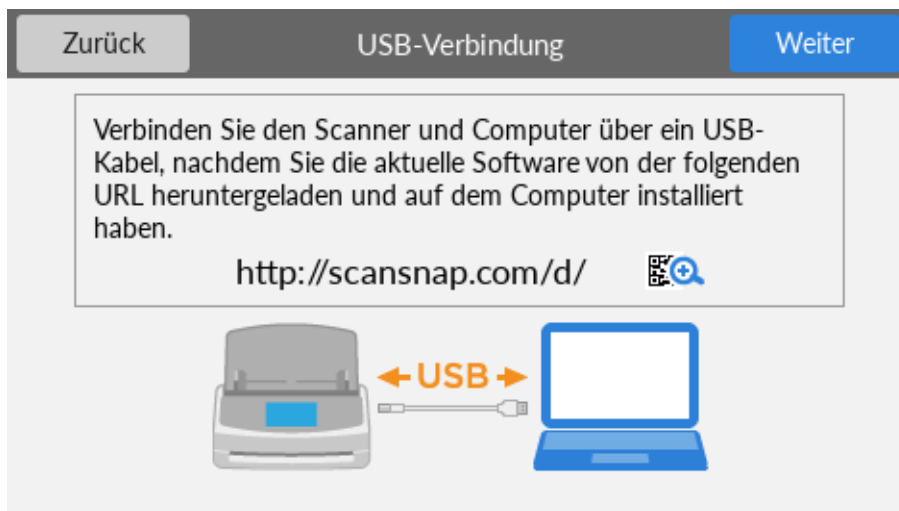 Zurück
USB-Verbindung
Weiter
Verbinden Sie den Scanner und Computer über ein USB-
Kabel, nachdem Sie die aktuelle Software von der folgenden
URL heruntergeladen und auf dem Computer installiert
haben.
http://scansnap.com/d/
USB